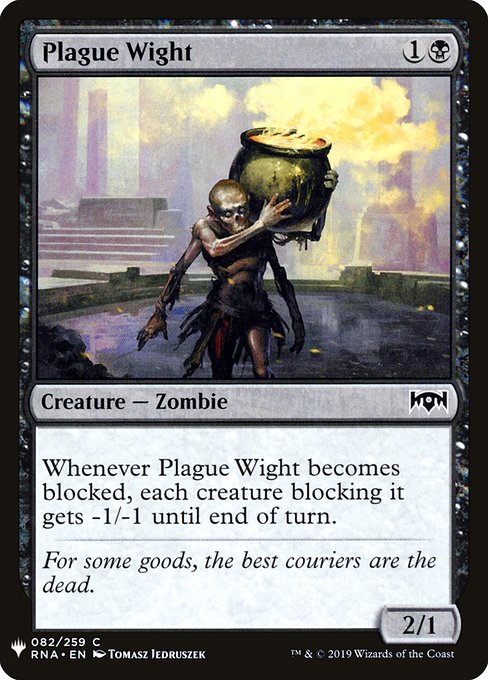 Plague Wight 1
Creature — Zombie
Whenever Plague Wight becomes
blocked, each creature blocking it
gets -1/-1 until end of turn.
For some goods, the best couriers are the
dead.
2/1
082/259 C
RNA • EN Tomasz Jedruszek
™ & © 2019 Wizards of the Coast